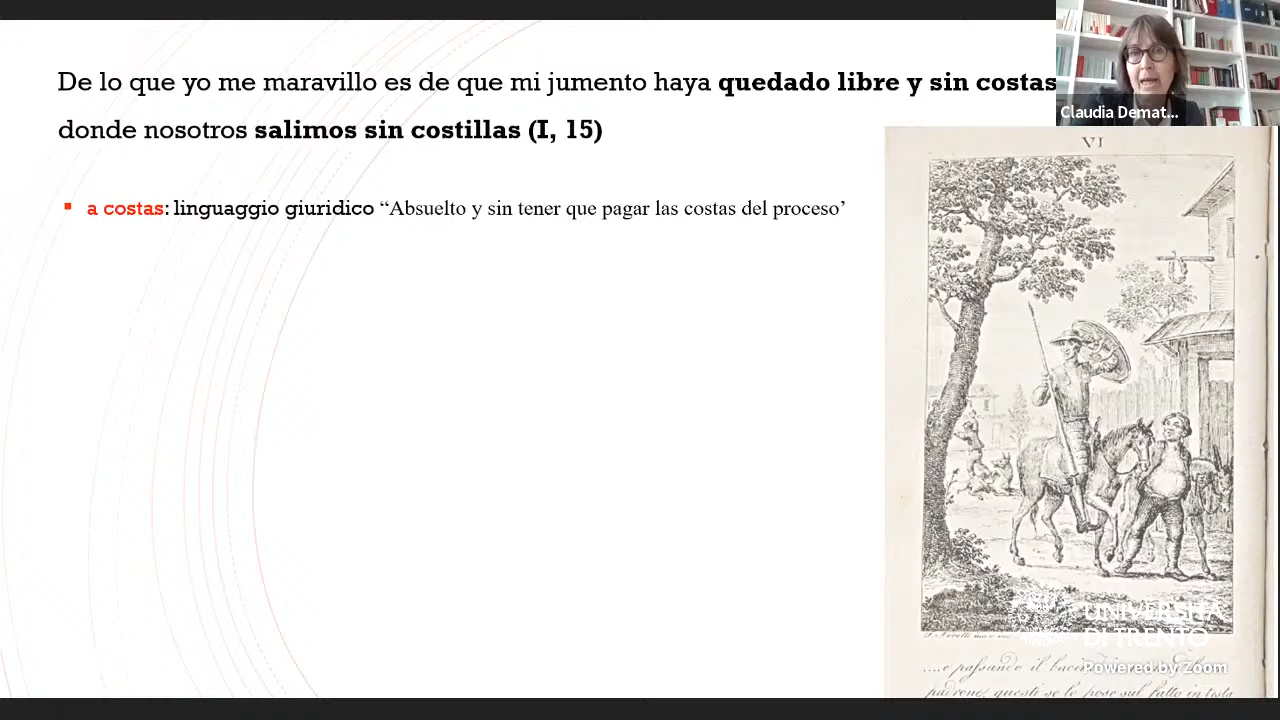 De lo que yo me maravillo es de que mi jumento haya quedado libre y sin costas
donde nosotros salimos sin costillas (I, 15)
▪ a costas: linguaggio giuridico “Absuelto y sin tener que pagar las costas del proceso’
Claudia Demat...
VI
UNIVERSITÀ
DI TRENTO
Powered by Zoom
....e passando il
padrone, questi se lo pose sul fatto in testa